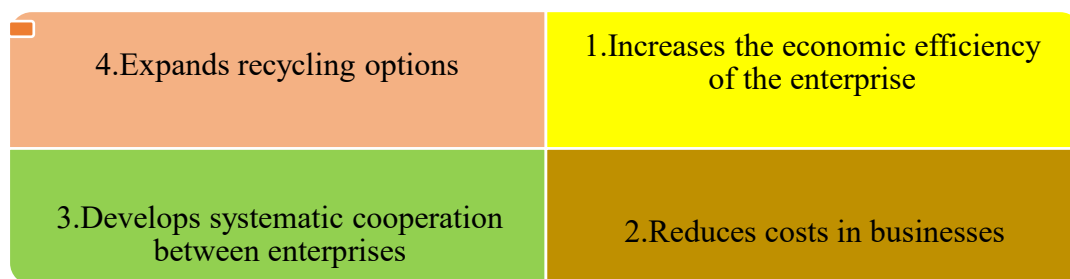 4.Expands recycling options
1.Increases the economic efficiency
of the enterprise
3.Develops systematic cooperation
between enterprises
2.Reduces costs in businesses